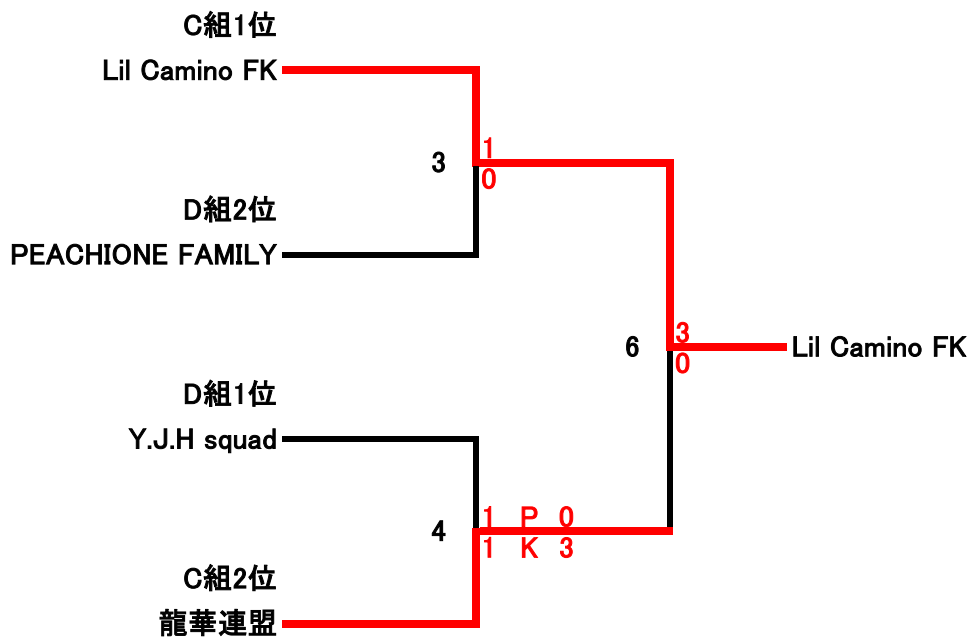 C組1位
Lil Camino FK
3
1
0
D組2位
PEACHIONE FAMILY
6
3
0
Lil Camino FK
D組1位
Y.J.H squad
4
1 P 0
1 K 3
C組2位
龍華連盟